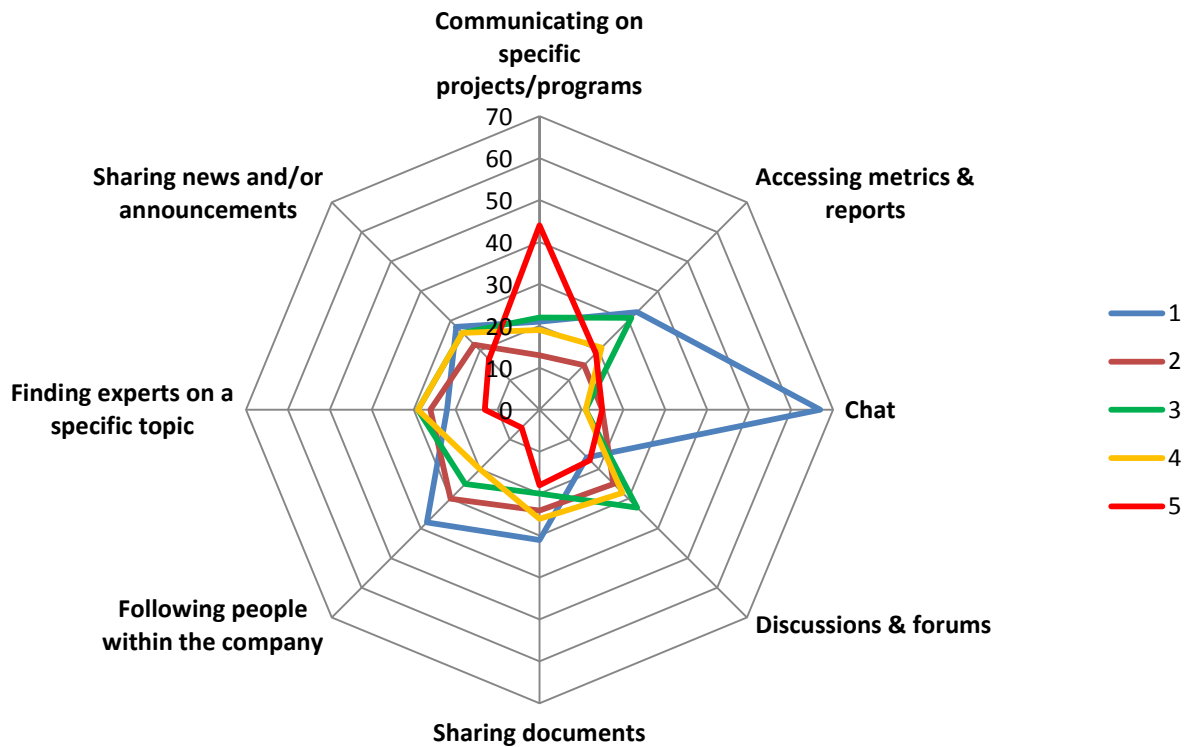 Communicating on
specific
projects/programs
70
60
50
40
30
20
10
0
Sharing news and/or
announcements
Accessing metrics &
reports
Finding experts on a
specific topic
Chat
Following people
within the company
Discussions & forums
Sharing documents
1
2
3
4
5